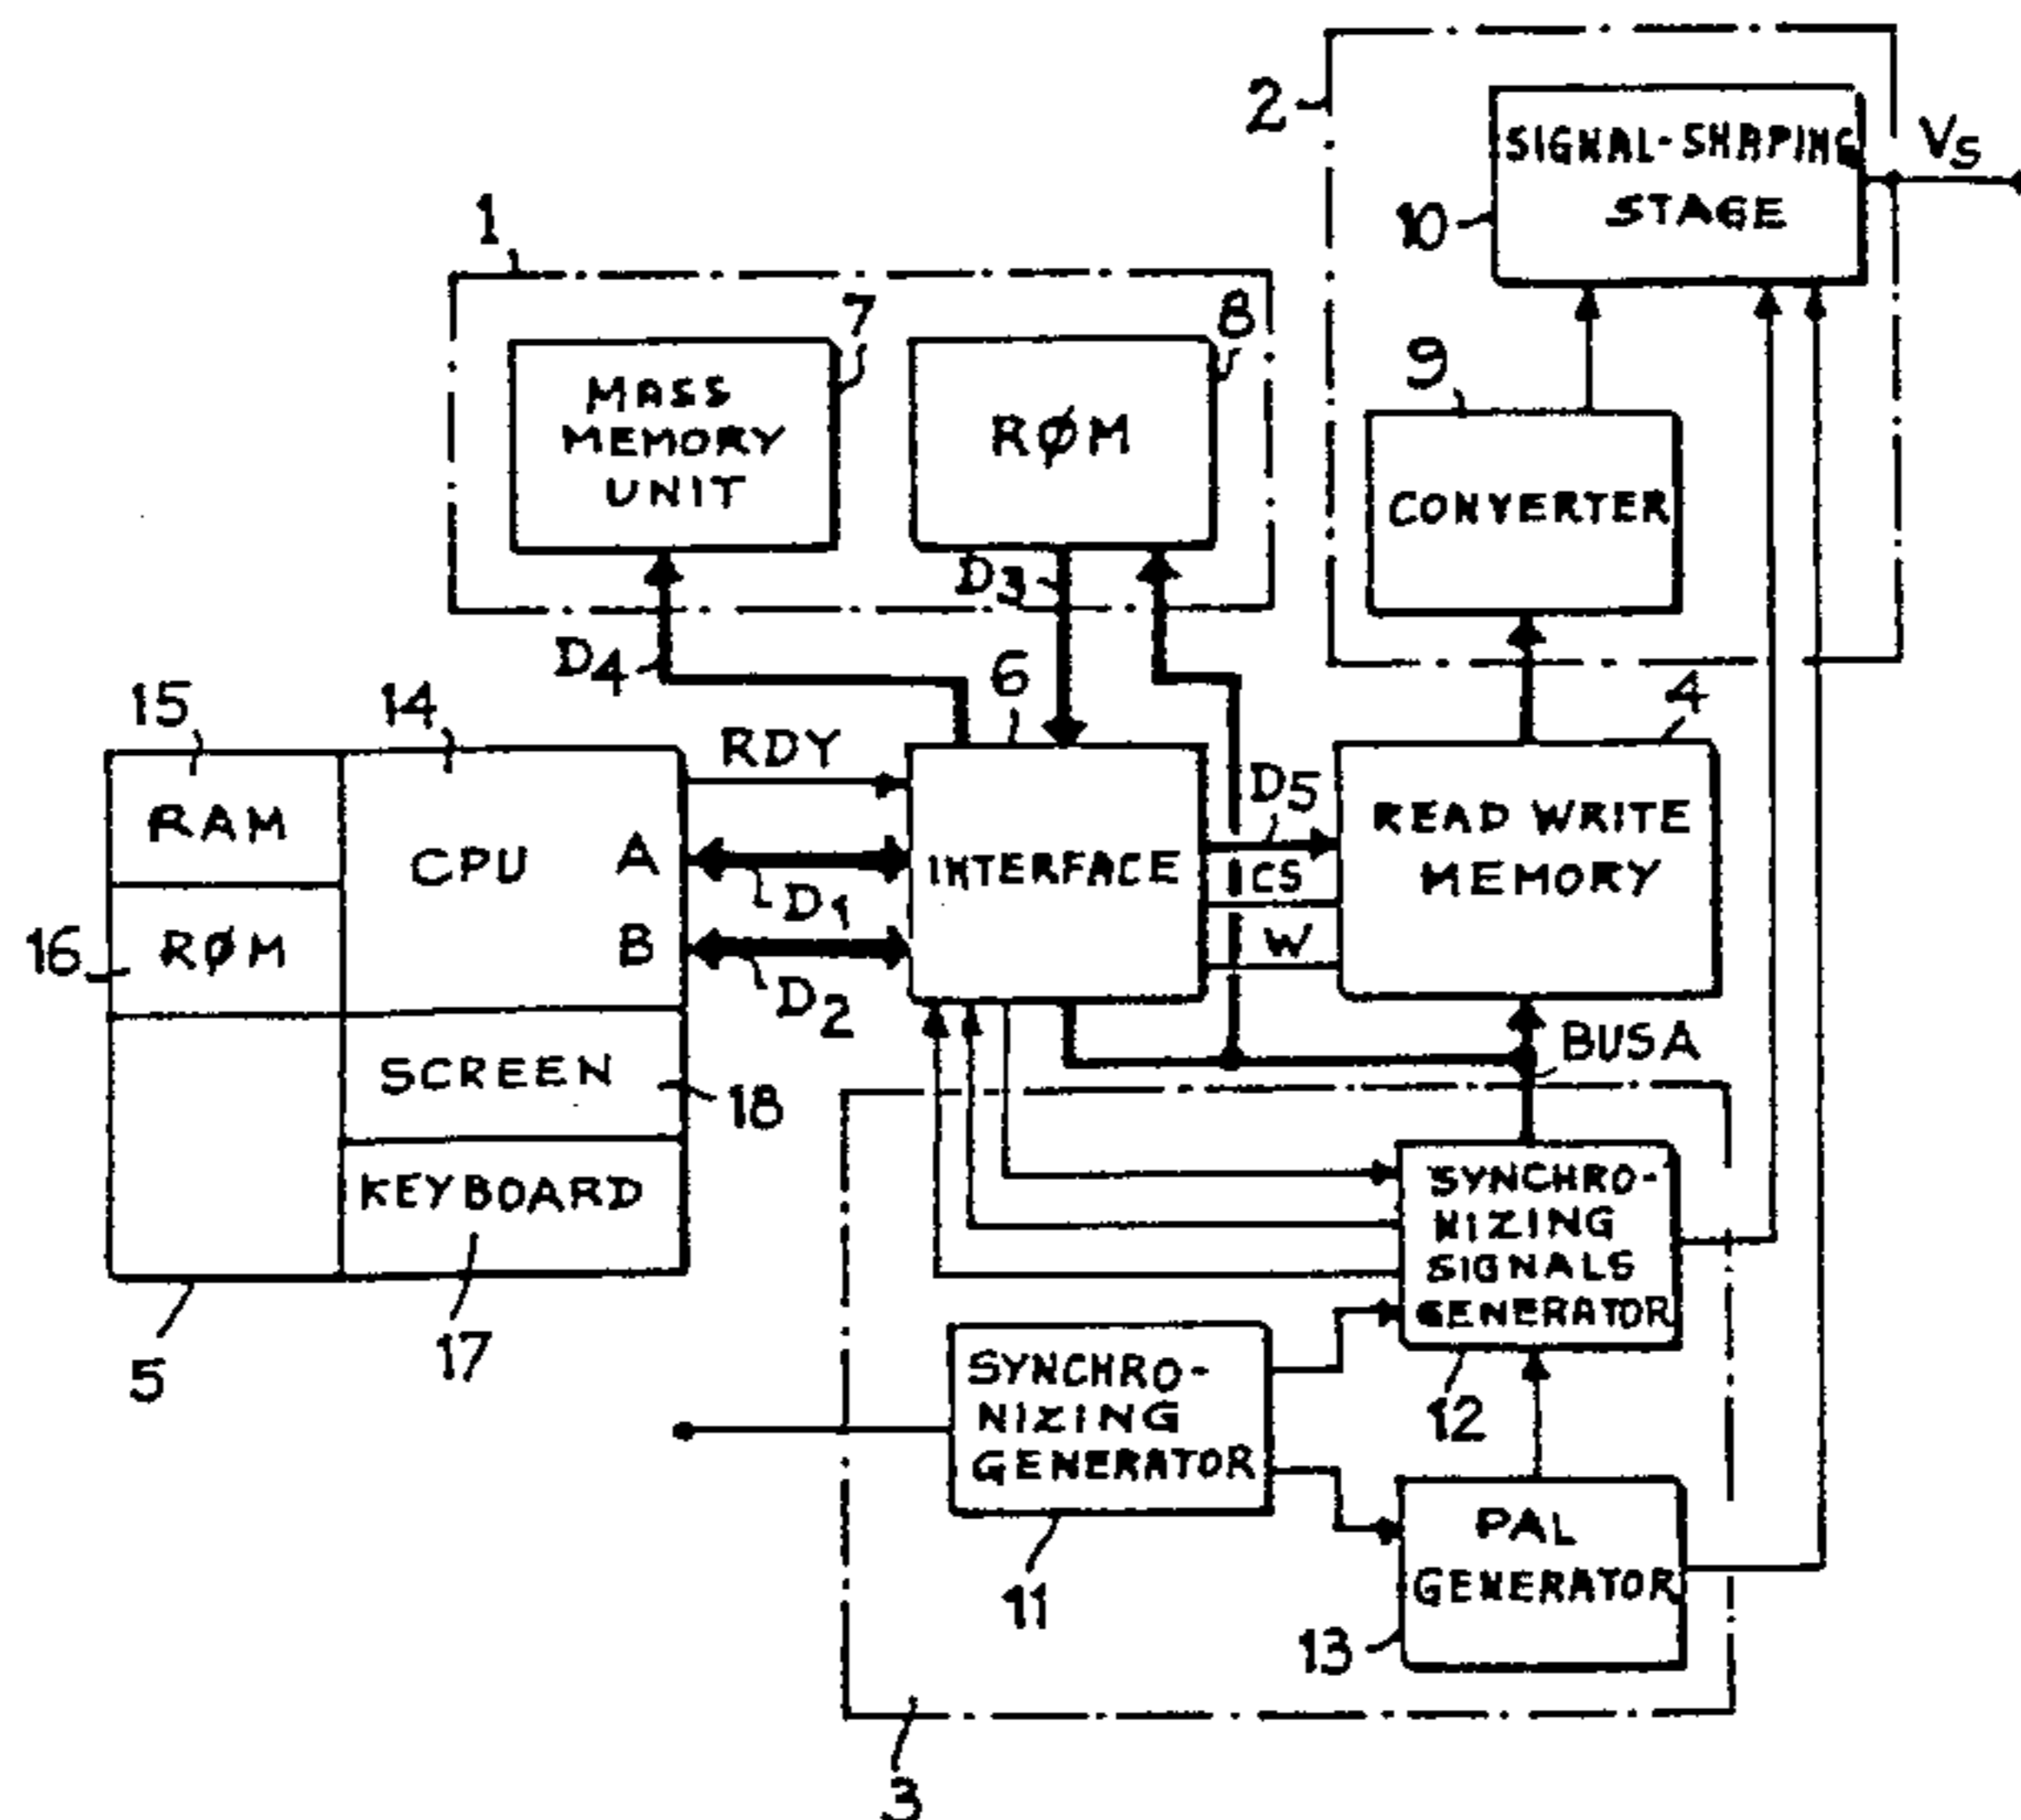 2
SIGNAL-SHAPING
STAGE
10
VS
1
7
8
MASS
MEMORY
UNIT
RØM
9
CONVERTER
D3
D4
6
4
15
14
RDY
RAM
CPU
A
D1
INTERFACE
D5
CS
READ WRITE
MEMORY
16
RØM
B
D2
W
BUSA
SCREEN
18
KEYBOARD
17
5
SYNCHRO-
NIZING
SIGNALS
GENERATOR
12
SYNCHRO-
NIZING
GENERATOR
11
PAL
GENERATOR
13
3